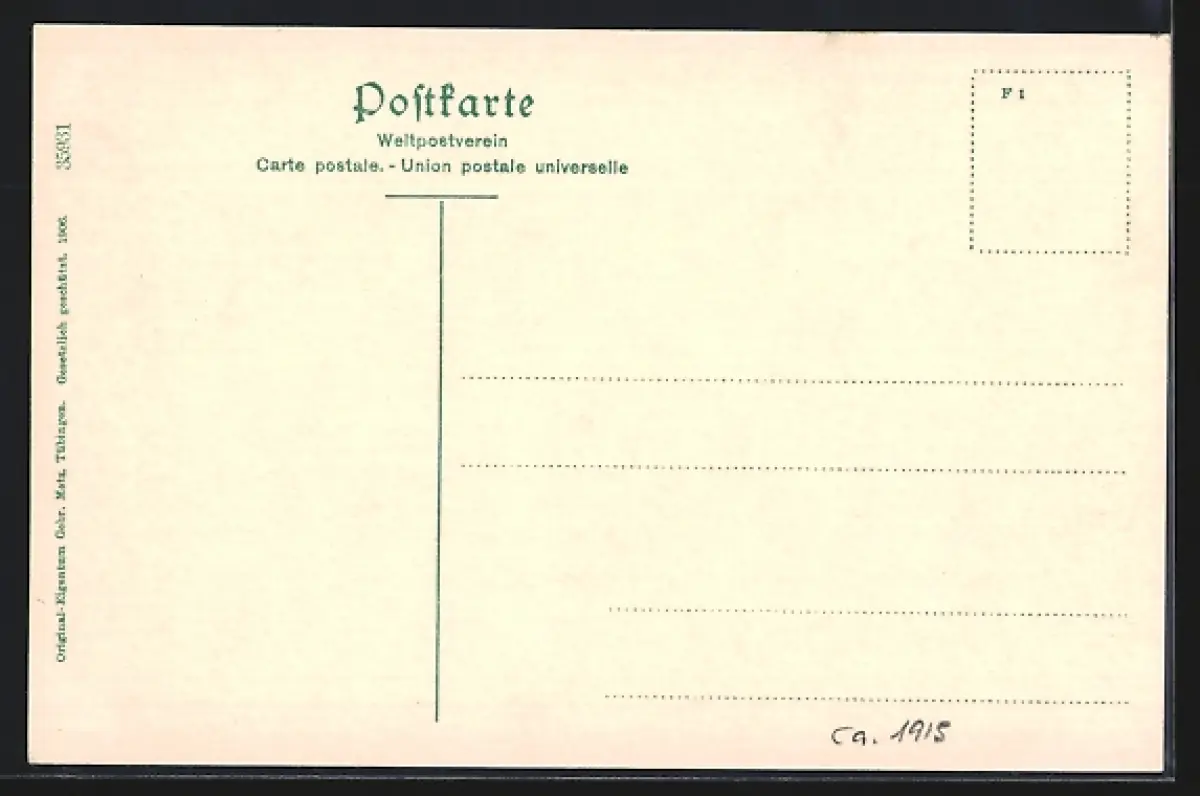 Postkarte
Weltpostverein
Carte postale. - Union postale universelle
F 1
35931
Original-Eigentum Gebr. Metz, Tübingen. Gesetzlich geschützt. 1906.
ca. 1915